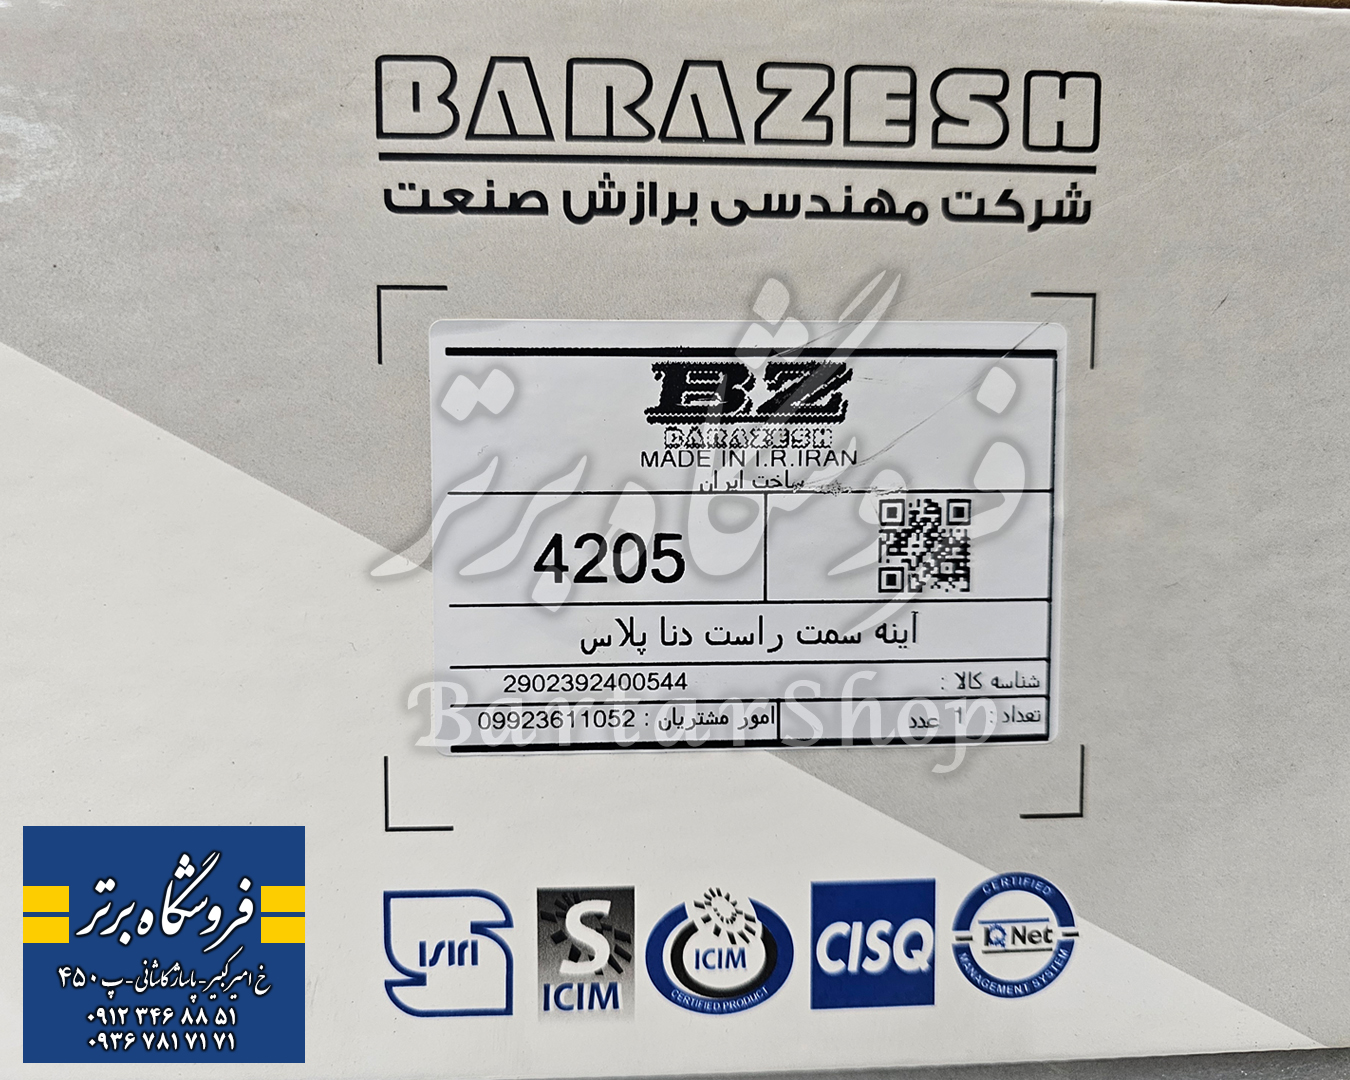 BARAZESH
شرکت مهندسی برازش صنعت
BZ
BARAZESH
MADE IN I.R.IRAN
ساخت ایران
4205
آینه سمت راست دنا پلاس
شناسه کالا : 2902392400544
تعداد : 1 عدد
امور مشتریان : 09923611052
فروشگاه برتر
BartarShop
ISIRI
S
ICIM
ICIM
CERTIFIED PRODUCT
CISQ
CERTIFIED
IQNet
MANAGEMENT SYSTEM
فروشگاه برتر
خ امیرکبیر-پاساژ کاشانی-پ ۴۵۰
۰۹۱۲ ۳۴۶ ۸۸ ۵۱
۰۹۳۶ ۷۸۱ ۷۱ ۷۱